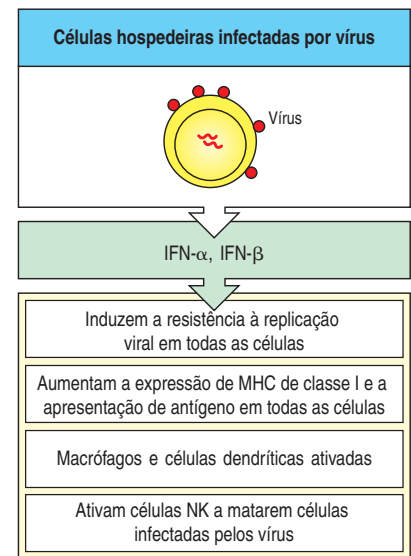 Células hospedeiras infectadas por vírus
Vírus
IFN-α, IFN-β
Induzem a resistência à replicação
viral em todas as células
Aumentam a expressão de MHC de classe I e a
apresentação de antígeno em todas as células
Macrófagos e células dendríticas ativadas
Ativam células NK a matarem células
infectadas pelos vírus